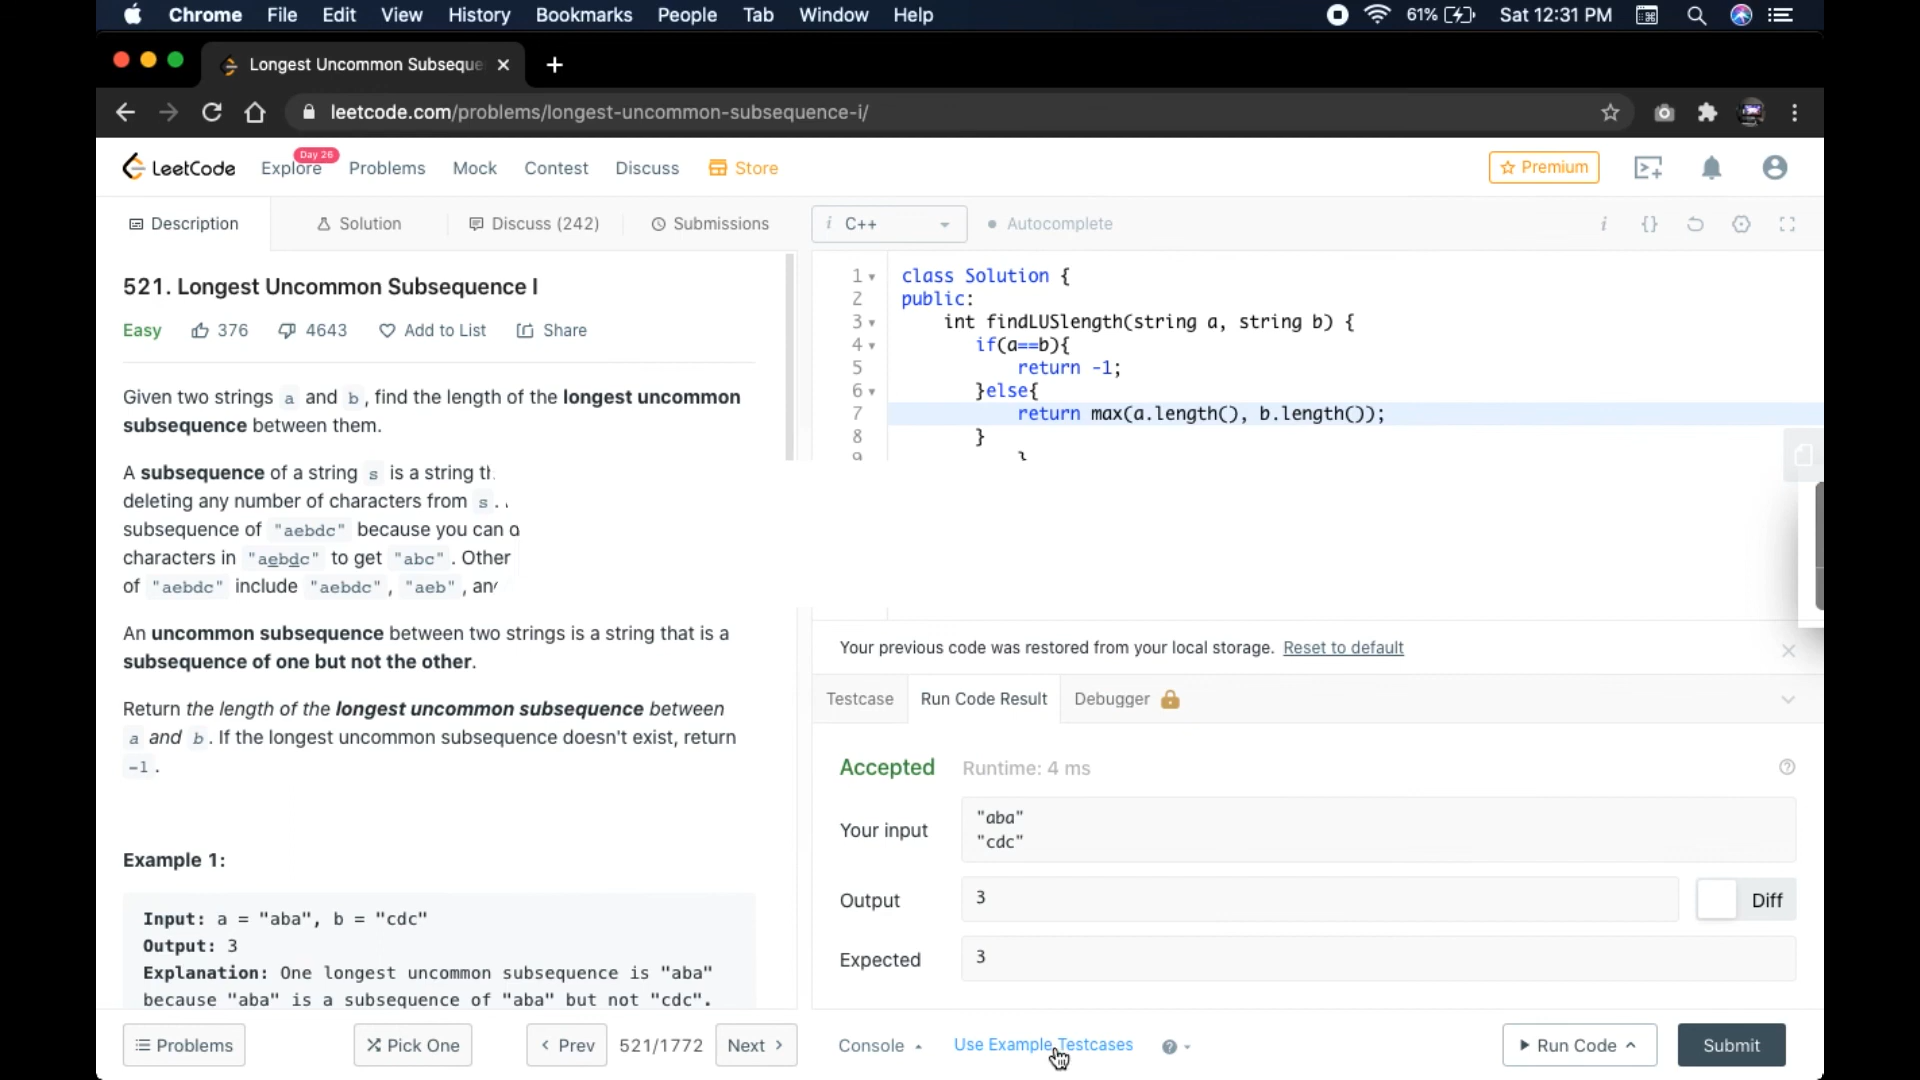 Chrome File Edit View History Bookmarks People Tab Window Help 61% Sat 12:31 PM
Longest Uncommon Subseque
leetcode.com/problems/longest-uncommon-subsequence-i/
LeetCode Explore Day 26 Problems Mock Contest Discuss Store Premium
Description Solution Discuss (242) Submissions i C++ Autocomplete
521. Longest Uncommon Subsequence I
Easy 376 4643 Add to List Share
Given two strings a and b, find the length of the longest uncommon
subsequence between them.
A subsequence of a string s is a string
deleting any number of characters from s.
subsequence of "aebdc" because you can
characters in "aebdc" to get "abc". Other
of "aebdc" include "aebdc", "aeb",
An uncommon subsequence between two strings is a string that is a
subsequence of one but not the other.
Return the length of the longest uncommon subsequence between
a and b. If the longest uncommon subsequence doesn't exist, return
-1.
Example 1:
Input: a = "aba", b = "cdc"
Output: 3
Explanation: One longest uncommon subsequence is "aba"
because "aba" is a subsequence of "aba" but not "cdc".
Problems Pick One < Prev 521/1772 Next >
1 class Solution {
2 public:
3 int findLUSlength(string a, string b) {
4 if(a==b){
5 return -1;
6 }else{
7 return max(a.length(), b.length());
8 }
9 }
Your previous code was restored from your local storage. Reset to default
Testcase Run Code Result Debugger
Accepted Runtime: 4 ms
Your input
"aba"
"cdc"
Output 3 Diff
Expected 3
Console Use Example Testcases Run Code Submit